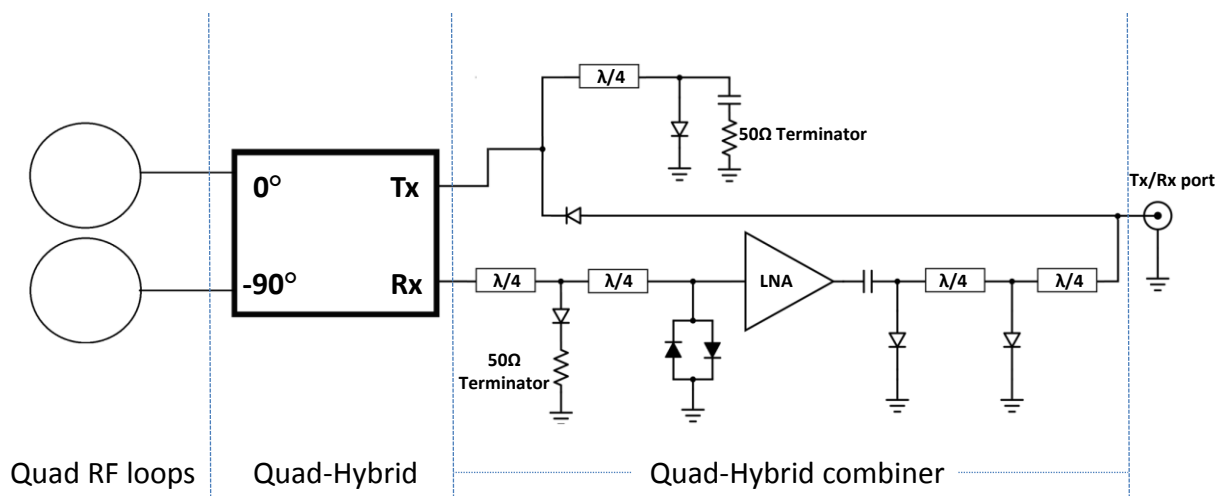 λ/4
50Ω Terminator
Tx/Rx port
0°
Tx
-90°
Rx
λ/4
λ/4
LNA
λ/4
λ/4
50Ω
Terminator
Quad RF loops
Quad-Hybrid
Quad-Hybrid combiner